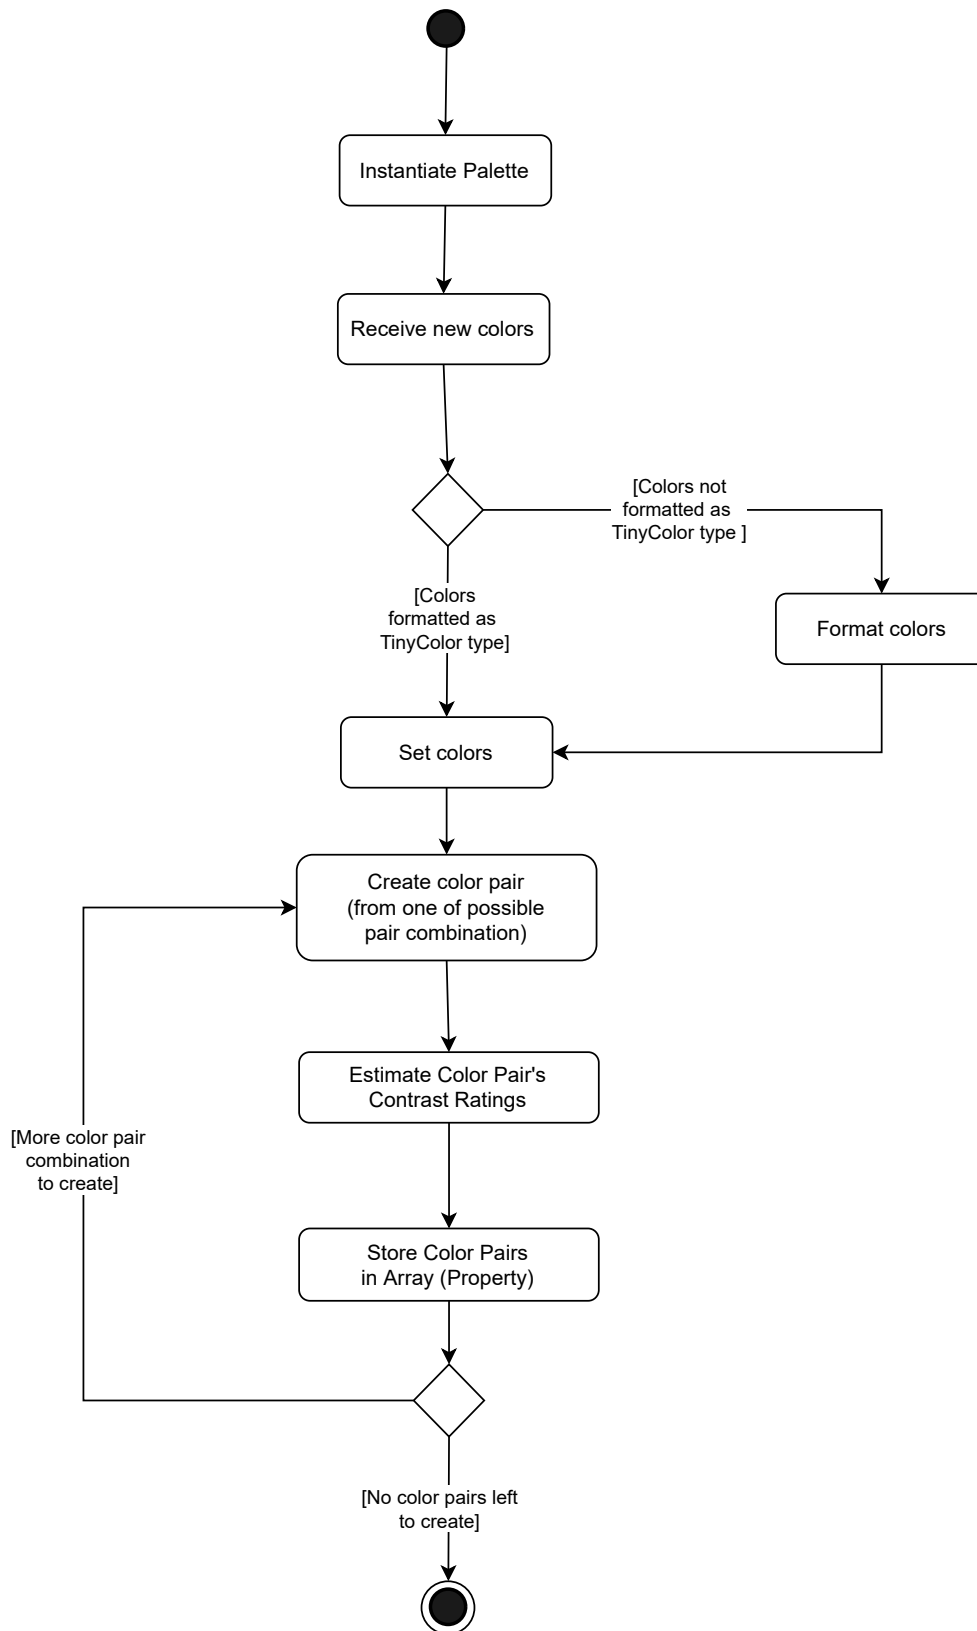 Instantiate Palette
Receive new colors
[Colors not
formatted as
TinyColor type ]
[Colors
formatted as
TinyColor type]
Format colors
Set colors
Create color pair
(from one of possible
pair combination)
Estimate Color Pair's
Contrast Ratings
[More color pair
combination
to create]
Store Color Pairs
in Array (Property)
[No color pairs left
to create]